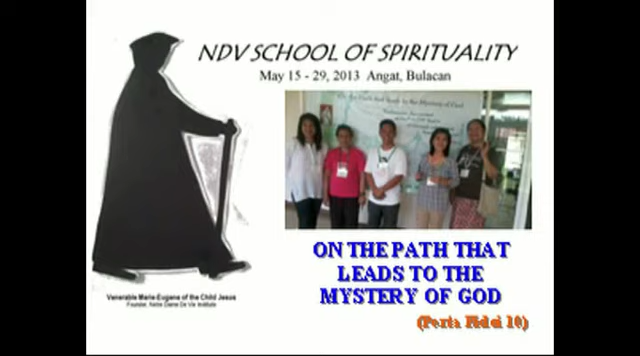 NDV SCHOOL OF SPIRITUALITY
May 15 - 29, 2013 Angat, Bulacan
ON THE PATH THAT
LEADS TO THE
MYSTERY OF GOD
(Porta Fidei 10)
Venerable Marie-Eugene of the Child Jesus
Founder, Notre Dame De Vie Institute